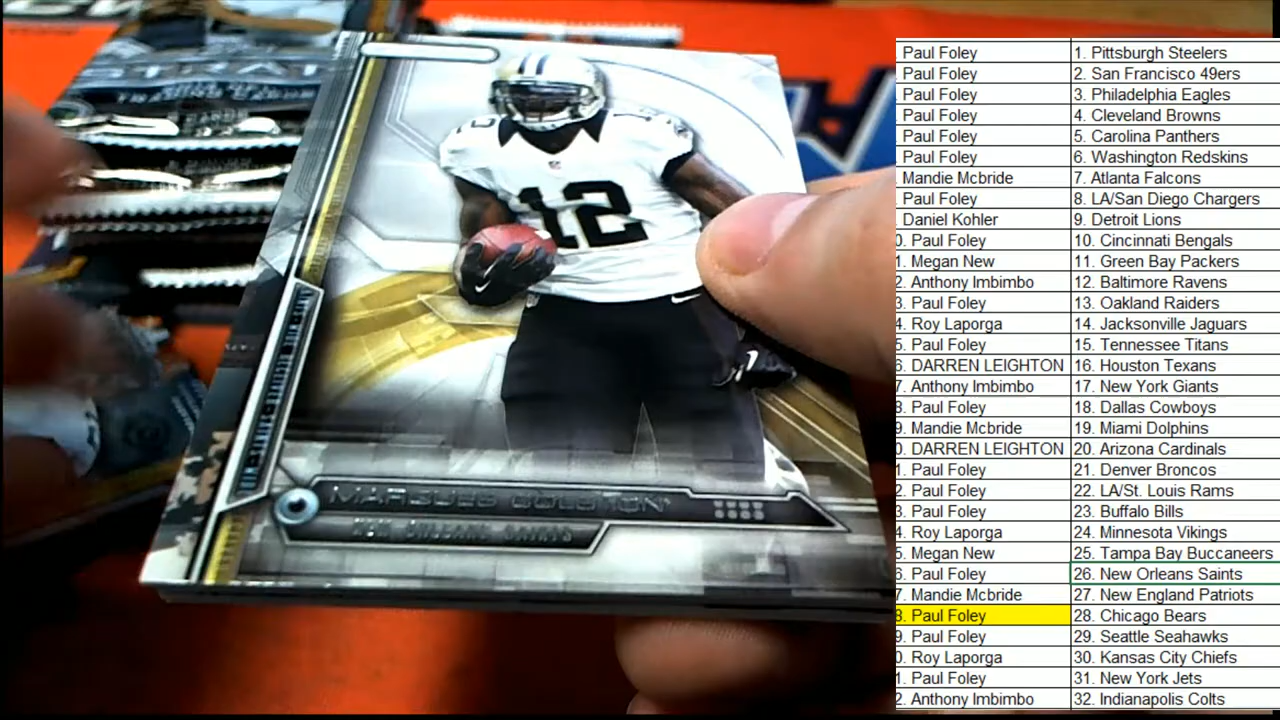 12
MARQUES COLSTON
NEW ORLEANS SAINTS
Paul Foley 1. Pittsburgh Steelers
Paul Foley 2. San Francisco 49ers
Paul Foley 3. Philadelphia Eagles
Paul Foley 4. Cleveland Browns
Paul Foley 5. Carolina Panthers
Paul Foley 6. Washington Redskins
Mandie Mcbride 7. Atlanta Falcons
Paul Foley 8. LA/San Diego Chargers
Daniel Kohler 9. Detroit Lions
0. Paul Foley 10. Cincinnati Bengals
1. Megan New 11. Green Bay Packers
2. Anthony Imbimbo 12. Baltimore Ravens
3. Paul Foley 13. Oakland Raiders
4. Roy Laporga 14. Jacksonville Jaguars
5. Paul Foley 15. Tennessee Titans
6. DARREN LEIGHTON 16. Houston Texans
7. Anthony Imbimbo 17. New York Giants
8. Paul Foley 18. Dallas Cowboys
9. Mandie Mcbride 19. Miami Dolphins
0. DARREN LEIGHTON 20. Arizona Cardinals
1. Paul Foley 21. Denver Broncos
2. Paul Foley 22. LA/St. Louis Rams
3. Paul Foley 23. Buffalo Bills
4. Roy Laporga 24. Minnesota Vikings
5. Megan New 25. Tampa Bay Buccaneers
6. Paul Foley 26. New Orleans Saints
7. Mandie Mcbride 27. New England Patriots
8. Paul Foley 28. Chicago Bears
9. Paul Foley 29. Seattle Seahawks
0. Roy Laporga 30. Kansas City Chiefs
1. Paul Foley 31. New York Jets
2. Anthony Imbimbo 32. Indianapolis Colts